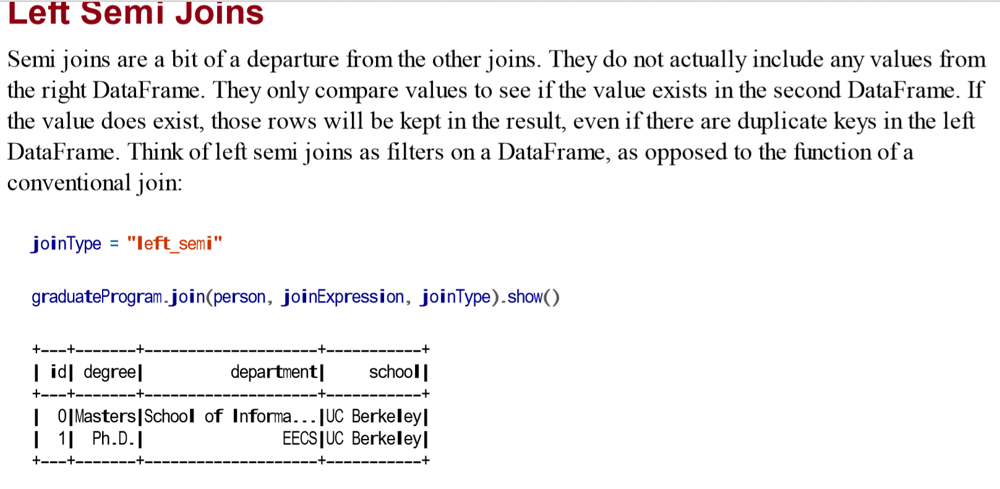 Left Semi Joins
Semi joins are a bit of a departure from the other joins. They do not actually include any values from
the right DataFrame. They only compare values to see if the value exists in the second DataFrame. If
the value does exist, those rows will be kept in the result, even if there are duplicate keys in the left
DataFrame. Think of left semi joins as filters on a DataFrame, as opposed to the function of a
conventional join:
joinType = "left_semi"
graduateProgram.join(person, joinExpression, joinType).show()
+---+-------+--------------------+-----------+
| id| degree|          department|     school|
+---+-------+--------------------+-----------+
|  0|Masters|School of Informa...|UC Berkeley|
|  1|  Ph.D.|                EECS|UC Berkeley|
+---+-------+--------------------+-----------+